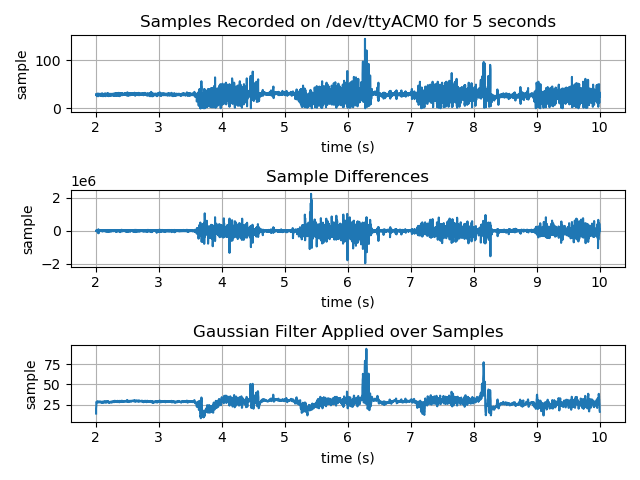 Samples Recorded on /dev/ttyACM0 for 5 seconds
100
0
sample
2 3 4 5 6 7 8 9 10
time (s)
Sample Differences
1e6
2
0
−2
sample
2 3 4 5 6 7 8 9 10
time (s)
Gaussian Filter Applied over Samples
75
50
25
sample
2 3 4 5 6 7 8 9 10
time (s)